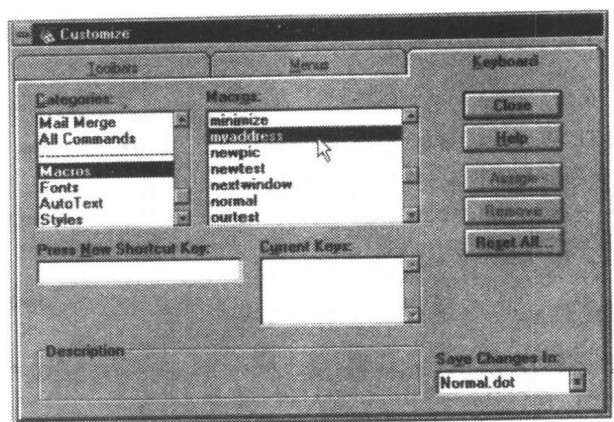 Customize
Toolbars
Menus
Keyboard
Categories:
Mail Merge
All Commands
Macros
Fonts
AutoText
Styles
Macros:
minimize
myaddress
newpic
newtest
nextwindow
normal
ourtest
Close
Help
Assign
Remove
Reset All...
Press New Shortcut Key:
Current Keys:
Description
Save Changes In:
Normal.dot